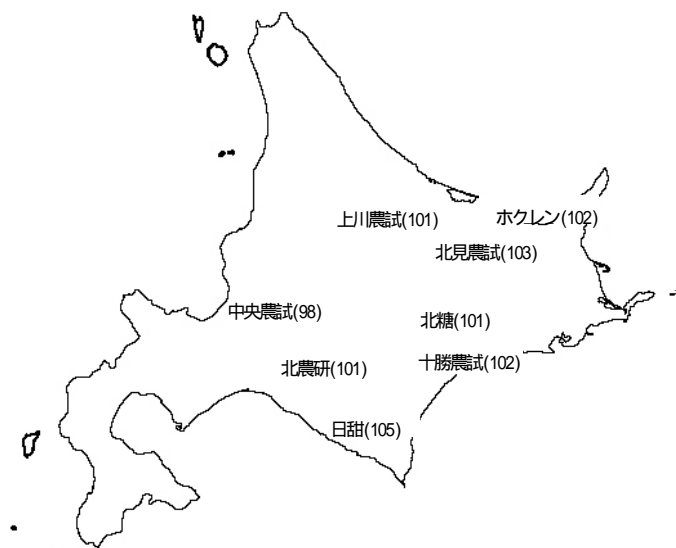 上川農試(101)
ホクレン(102)
北見農試(103)
中央農試(98)
北糖(101)
北農研(101)
十勝農試(102)
日甜(105)